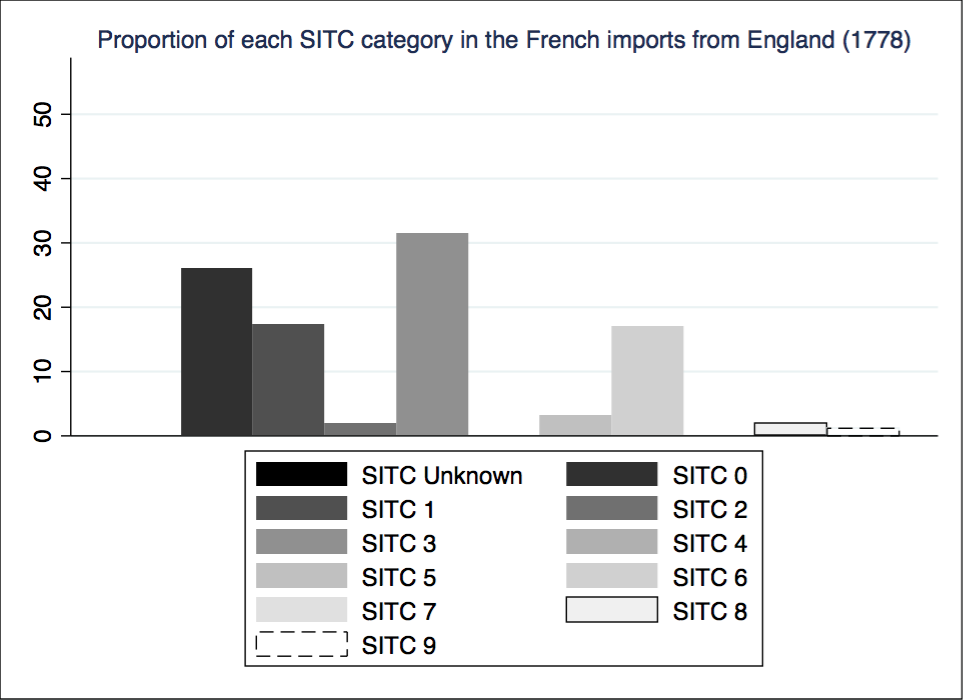 Proportion of each SITC category in the French imports from England (1778)
50
40
30
20
10
0
SITC Unknown SITC 0
SITC 1 SITC 2
SITC 3 SITC 4
SITC 5 SITC 6
SITC 7 SITC 8
SITC 9